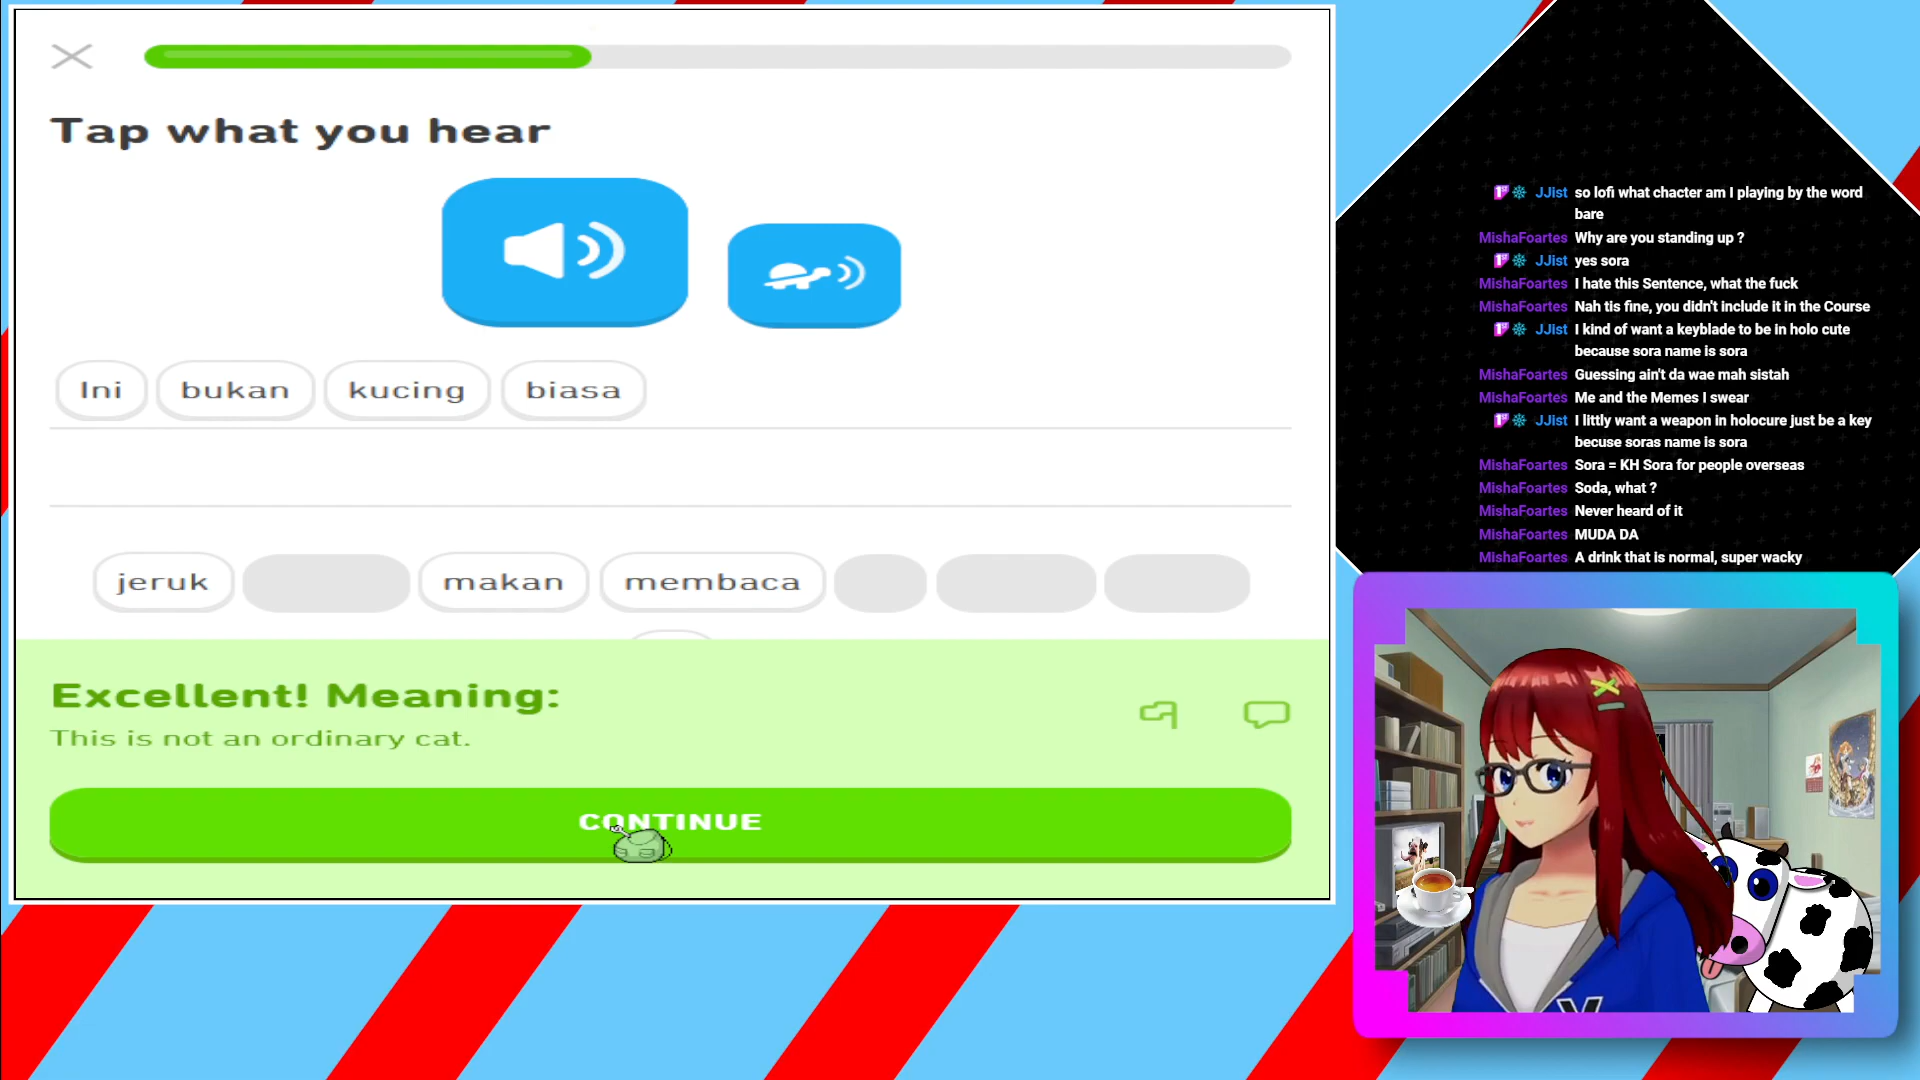 Tap what you hear
Ini bukan kucing biasa
jeruk makan membaca
Excellent! Meaning:
This is not an ordinary cat.
CONTINUE
JJist so lofi what chacter am I playing by the word
bare
MishaFoartes Why are you standing up ?
JJist yes sora
MishaFoartes I hate this Sentence, what the fuck
MishaFoartes Nah tis fine, you didn't include it in the Course
JJist I kind of want a keyblade to be in holo cute
because sora name is sora
MishaFoartes Guessing ain't da wae mah sistah
MishaFoartes Me and the Memes I swear
JJist I littly want a weapon in holocure just be a key
becuse soras name is sora
MishaFoartes Sora = KH Sora for people overseas
MishaFoartes Soda, what ?
MishaFoartes Never heard of it
MishaFoartes MUDA DA
MishaFoartes A drink that is normal, super wacky